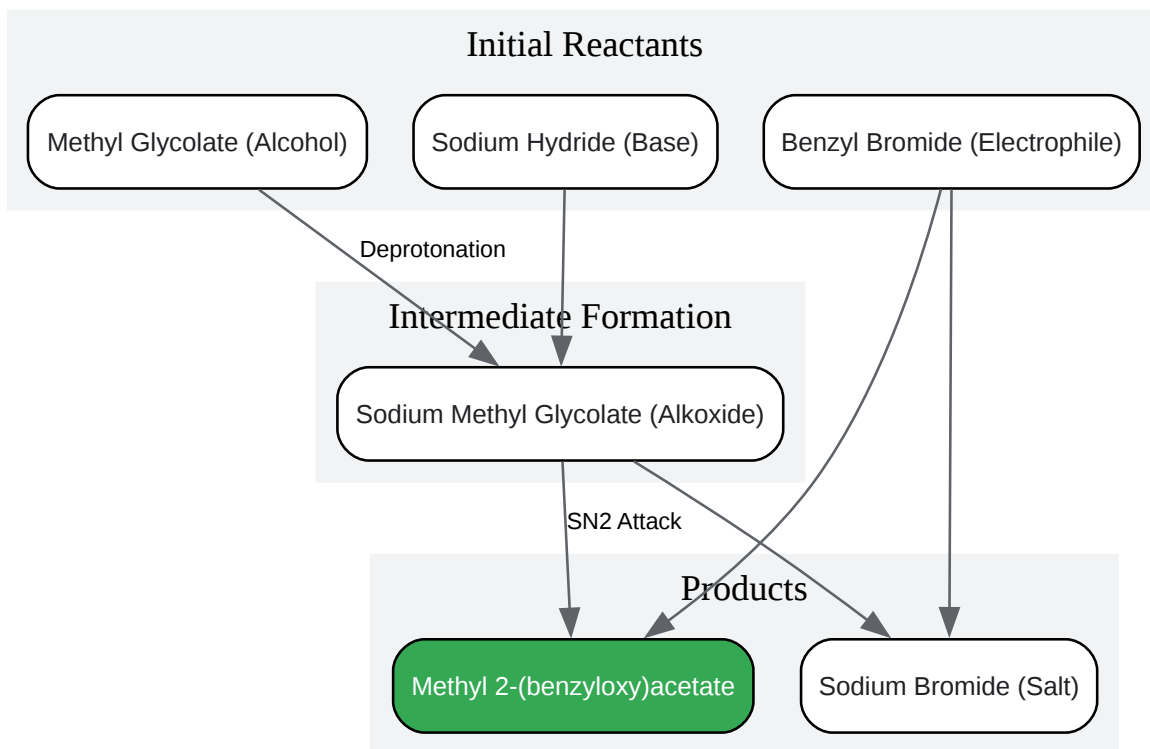 Initial Reactants
Methyl Glycolate (Alcohol)
Sodium Hydride (Base)
Benzyl Bromide (Electrophile)
Deprotonation
Intermediate Formation
Sodium Methyl Glycolate (Alkoxide)
SN2 Attack
Products
Methyl 2-(benzyloxy)acetate
Sodium Bromide (Salt)